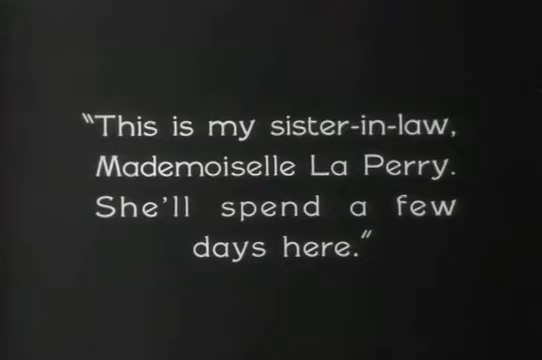 "This is my sister-in-law,
Mademoiselle La Perry.
She'll spend a few
days here."